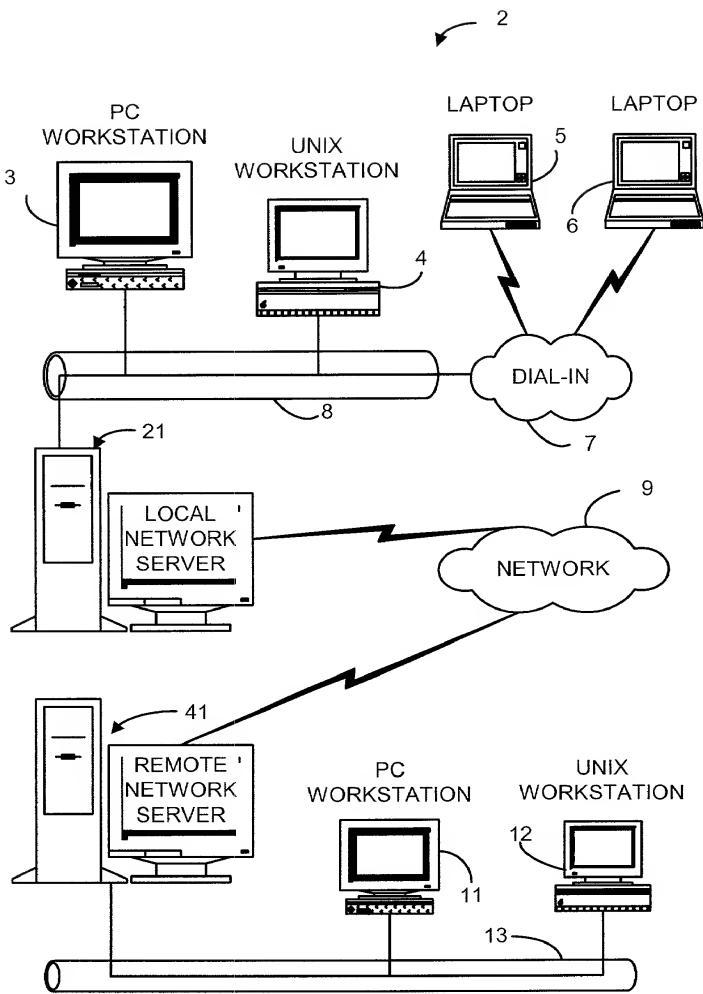 2
LAPTOP
LAPTOP
PC
WORKSTATION
UNIX
WORKSTATION
3
5
6
4
DIAL-IN
8
7
21
9
LOCAL
NETWORK
SERVER
NETWORK
41
REMOTE
NETWORK
SERVER
PC
WORKSTATION
UNIX
WORKSTATION
12
11
13